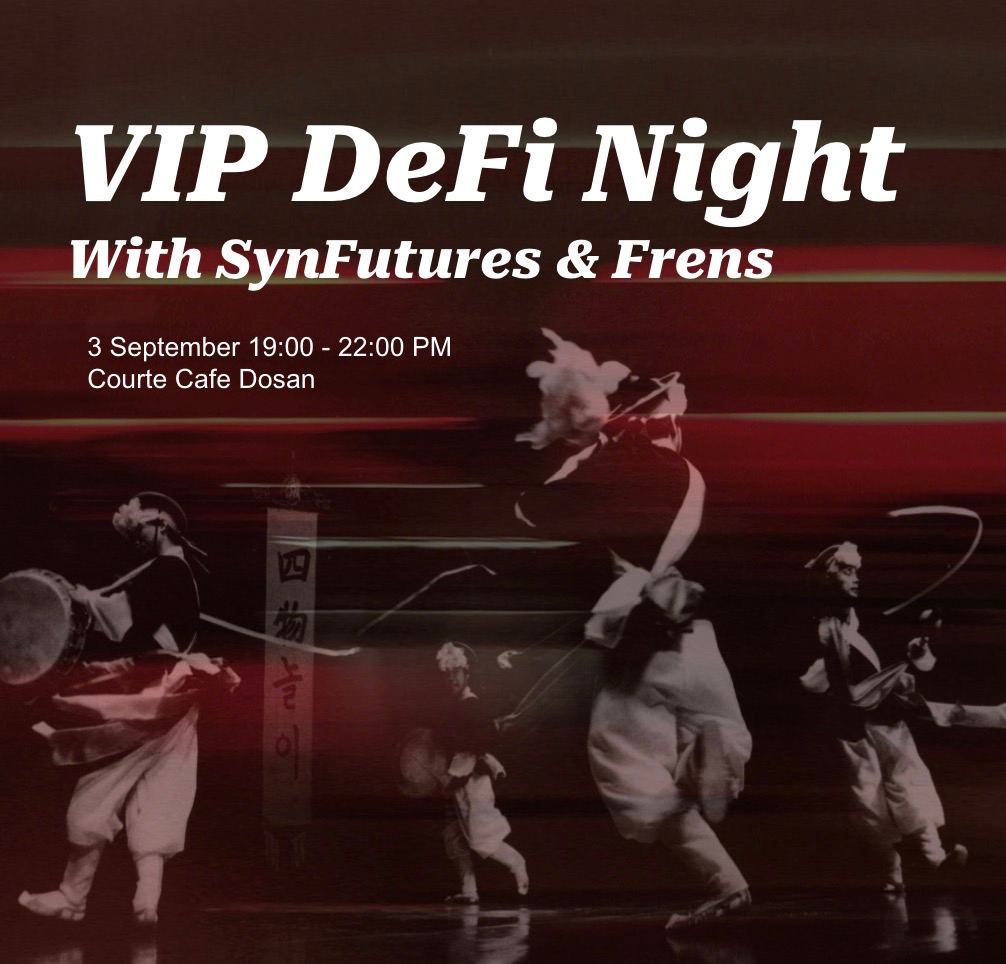 VIP DeFi Night
With SynFutures & Frens
3 September 19:00 - 22:00 PM
Courte Cafe Dosan
四物놀이